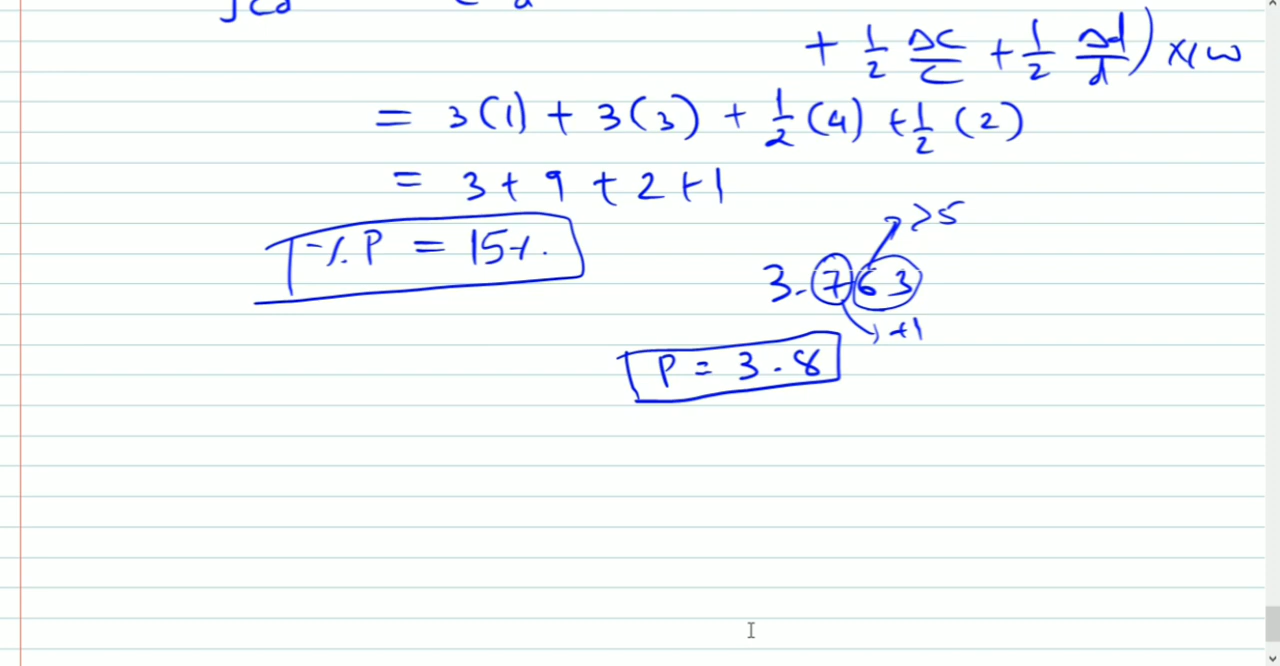 + 1/2 ΔC/C + 1/2 Δd/d) x100
= 3(1) + 3(3) + 1/2 (4) + 1/2 (2)
= 3 + 9 + 2 + 1
% P = 15%.
>5
3.763
+1
P = 3.8